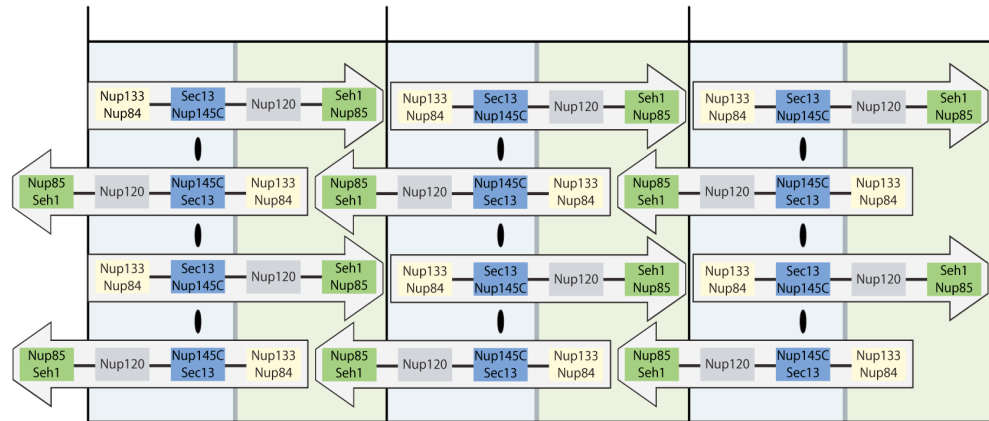 Nup133 Sec13 Nup120 Seh1 Nup133 Sec13 Nup120 Seh1 Nup133 Sec13 Nup120 Seh1
Nup84 Nup145C Nup85 Nup84 Nup145C Nup85 Nup84 Nup145C Nup85
Nup85 Nup120 Nup145C Nup133 Nup85 Nup120 Nup145C Nup133 Nup85 Nup120 Nup145C Nup133
Seh1 Sec13 Nup84 Seh1 Sec13 Nup84 Seh1 Sec13 Nup84
Nup133 Sec13 Nup120 Seh1 Nup133 Sec13 Nup120 Seh1 Nup133 Sec13 Nup120 Seh1
Nup84 Nup145C Nup85 Nup84 Nup145C Nup85 Nup84 Nup145C Nup85
Nup85 Nup120 Nup145C Nup133 Nup85 Nup120 Nup145C Nup133 Nup85 Nup120 Nup145C Nup133
Seh1 Sec13 Nup84 Seh1 Sec13 Nup84 Seh1 Sec13 Nup84